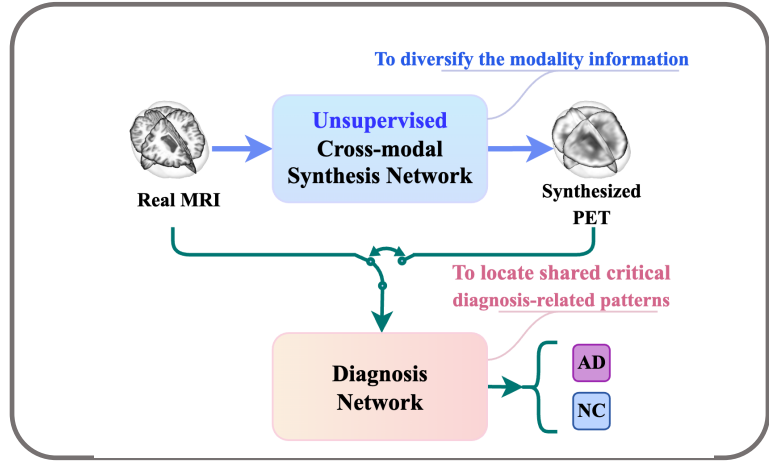 To diversify the modality information
Unsupervised
Cross-modal
Synthesis Network
Real MRI
Synthesized
PET
To locate shared critical
diagnosis-related patterns
Diagnosis
Network
AD
NC